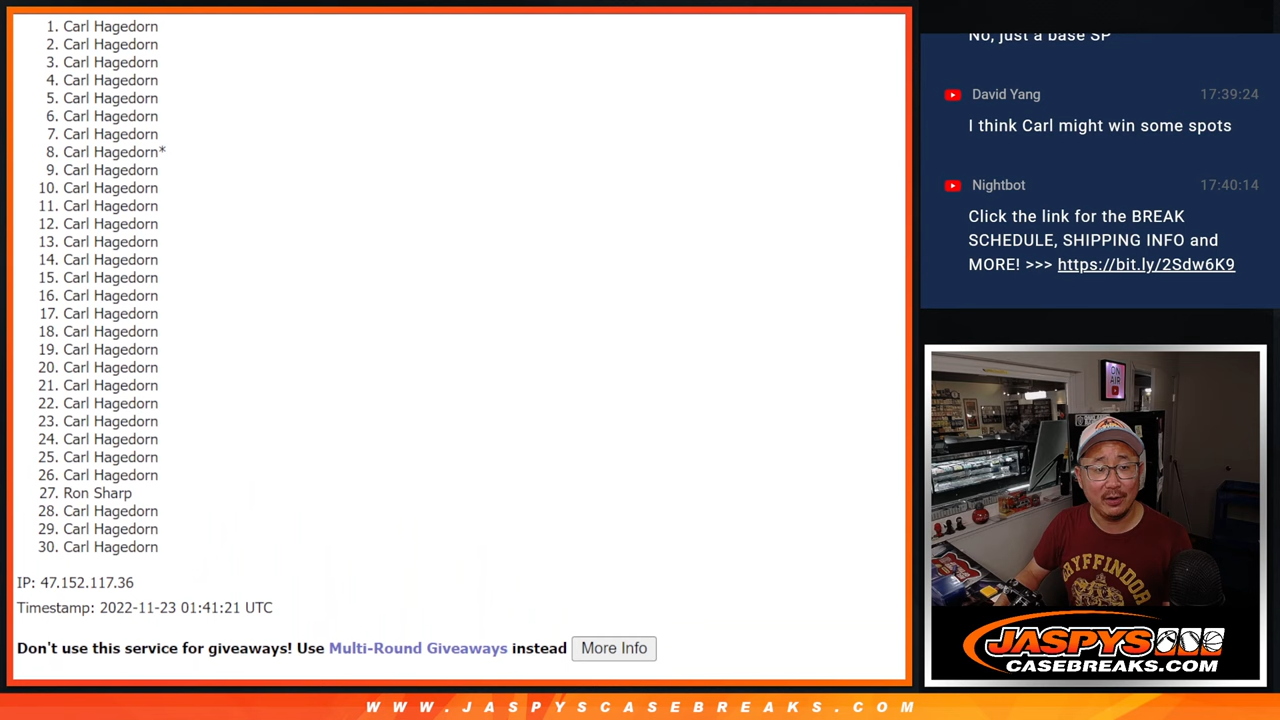 1. Carl Hagedorn
2. Carl Hagedorn
3. Carl Hagedorn
4. Carl Hagedorn
5. Carl Hagedorn
6. Carl Hagedorn
7. Carl Hagedorn
8. Carl Hagedorn*
9. Carl Hagedorn
10. Carl Hagedorn
11. Carl Hagedorn
12. Carl Hagedorn
13. Carl Hagedorn
14. Carl Hagedorn
15. Carl Hagedorn
16. Carl Hagedorn
17. Carl Hagedorn
18. Carl Hagedorn
19. Carl Hagedorn
20. Carl Hagedorn
21. Carl Hagedorn
22. Carl Hagedorn
23. Carl Hagedorn
24. Carl Hagedorn
25. Carl Hagedorn
26. Carl Hagedorn
27. Ron Sharp
28. Carl Hagedorn
29. Carl Hagedorn
30. Carl Hagedorn
IP: 47.152.117.36
Timestamp: 2022-11-23 01:41:21 UTC
Don't use this service for giveaways! Use Multi-Round Giveaways instead More Info
No, just a base SP
David Yang 17:39:24
I think Carl might win some spots
Nightbot 17:40:14
Click the link for the BREAK
SCHEDULE, SHIPPING INFO and
MORE! >>> https://bit.ly/2Sdw6K9
ON
AIR
GRYFFINDOR
JASPYS
CASEBREAKS.COM
WWW.JASPYSCASEBREAKS.COM